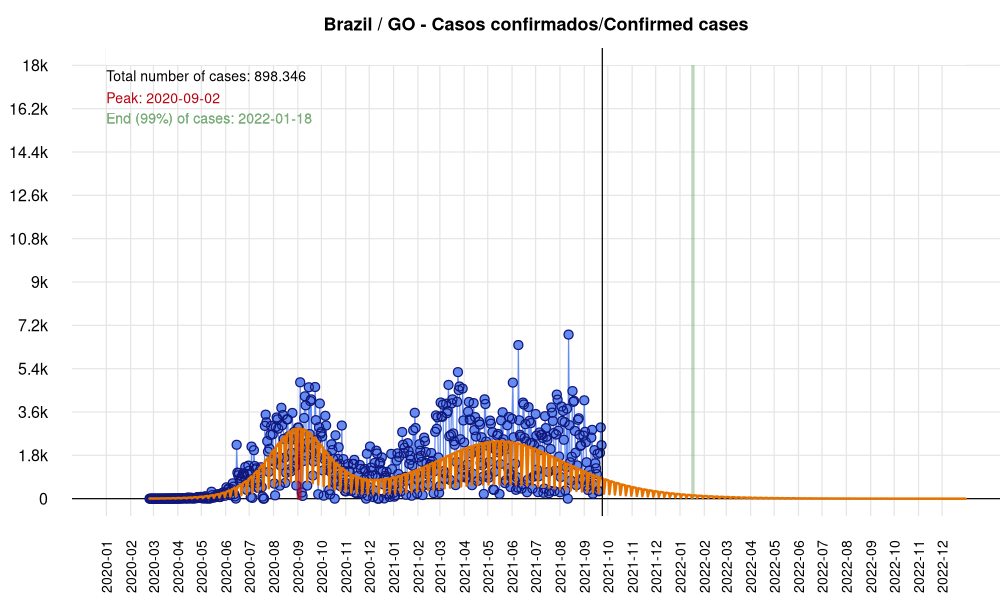 Brazil / GO - Casos confirmados/Confirmed cases
Total number of cases: 898.346
Peak: 2020-09-02
End (99%) of cases: 2022-01-18
18k
16.2k
14.4k
12.6k
10.8k
9k
7.2k
5.4k
3.6k
1.8k
0
2020-01
2020-02
2020-03
2020-04
2020-05
2020-06
2020-07
2020-08
2020-09
2020-10
2020-11
2020-12
2021-01
2021-02
2021-03
2021-04
2021-05
2021-06
2021-07
2021-08
2021-09
2021-10
2021-11
2021-12
2022-01
2022-02
2022-03
2022-04
2022-05
2022-06
2022-07
2022-08
2022-09
2022-10
2022-11
2022-12